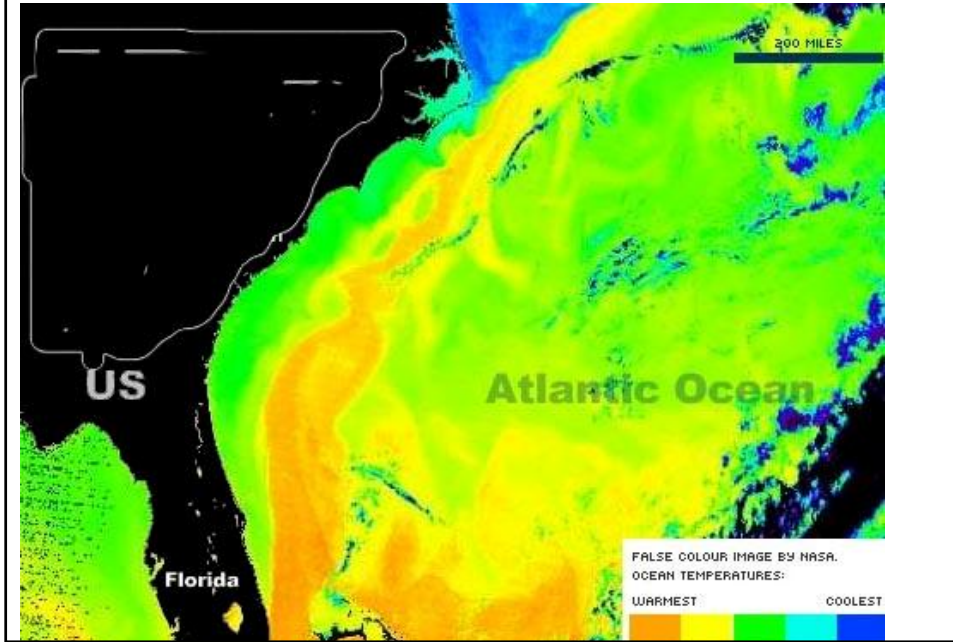 200 MILES
US
Atlantic Ocean
Florida
FALSE COLOUR IMAGE BY NASA.
OCEAN TEMPERATURES:
WARMEST COOLEST